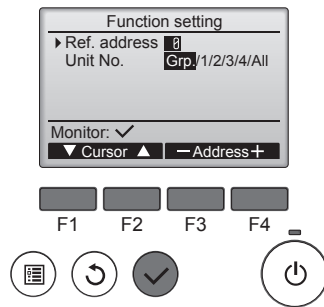 Function setting
Ref. address 0
Unit No. Grp./1/2/3/4/All
Monitor: ✓
▼ Cursor ▲ − Address +
F1 F2 F3 F4